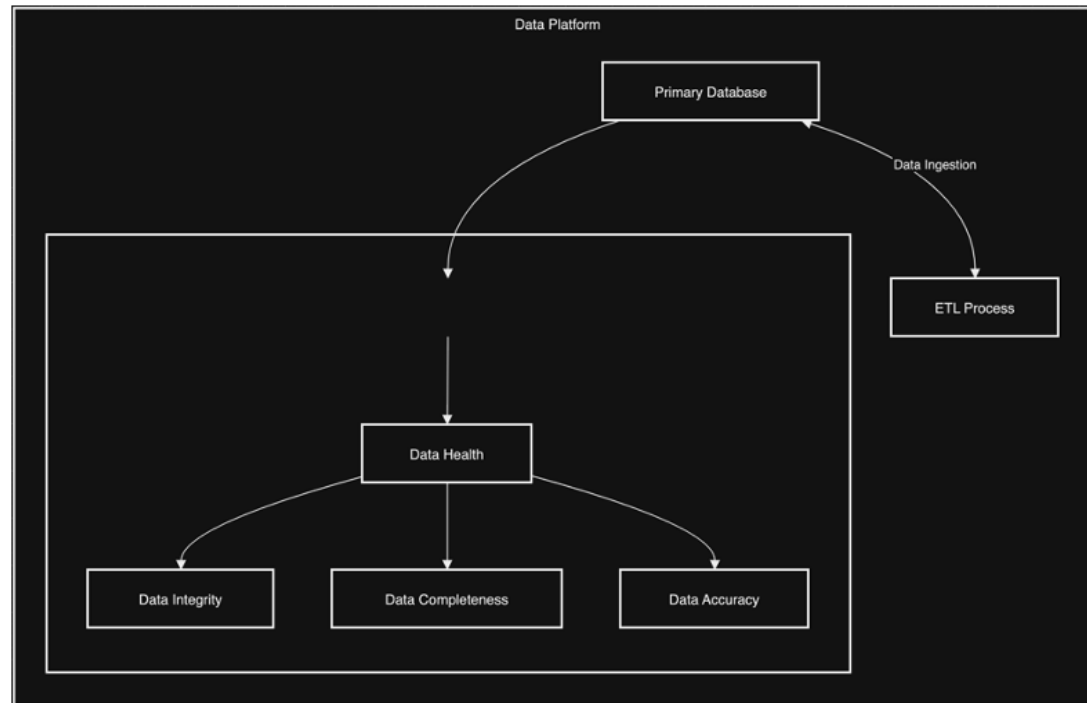 Data Platform
Primary Database
Data Ingestion
ETL Process
Data Health
Data Integrity
Data Completeness
Data Accuracy